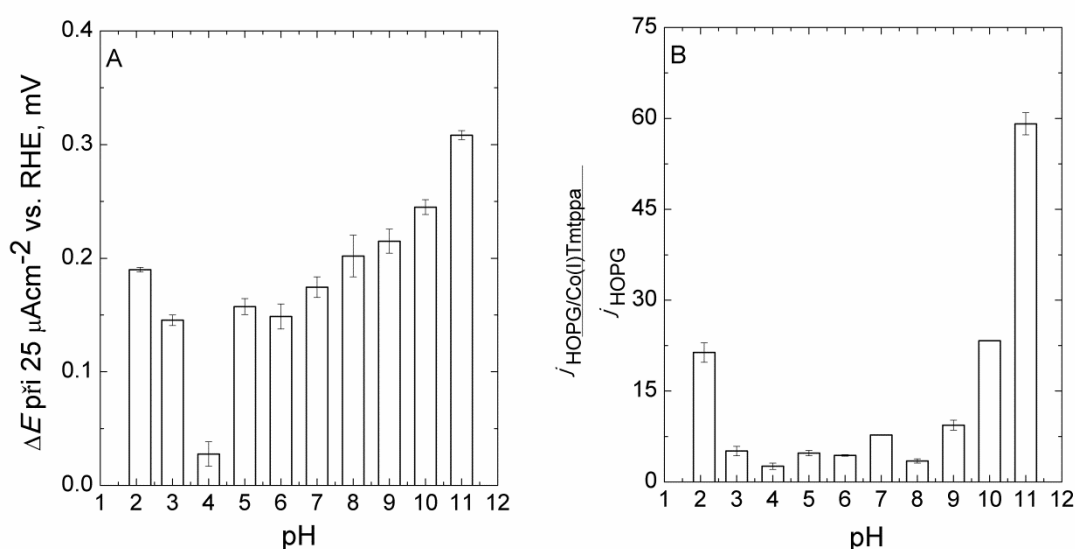 A
ΔE při 25 μAcm⁻² vs. RHE, mV
0.4
0.3
0.2
0.1
0.0
1 2 3 4 5 6 7 8 9 10 11 12
pH
B
j HOPG/Co(I)Tmtppa
j HOPG
75
60
45
30
15
0
1 2 3 4 5 6 7 8 9 10 11 12
pH